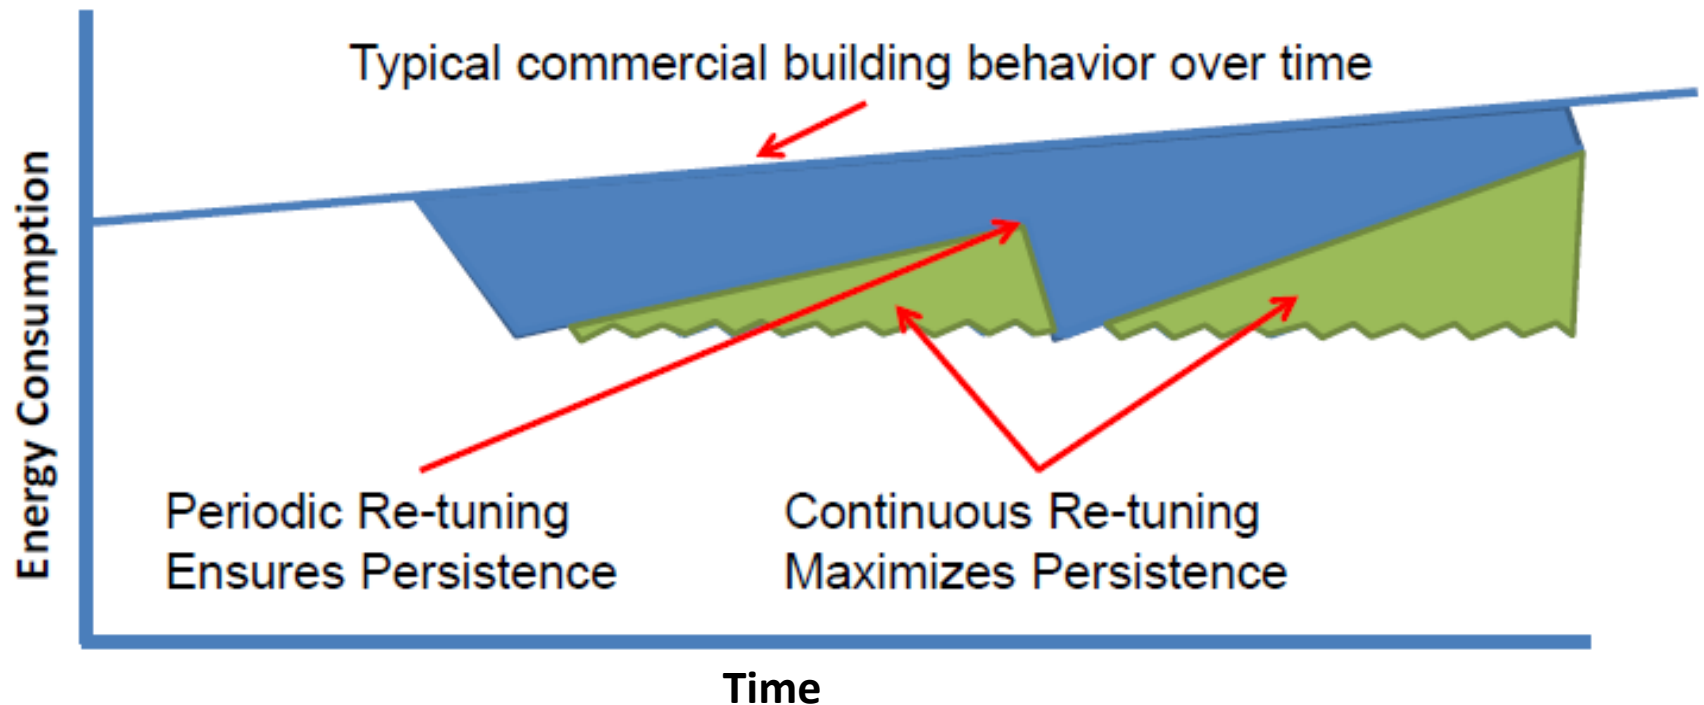 Typical commercial building behavior over time
Energy Consumption
Periodic Re-tuning
Ensures Persistence
Continuous Re-tuning
Maximizes Persistence
Time